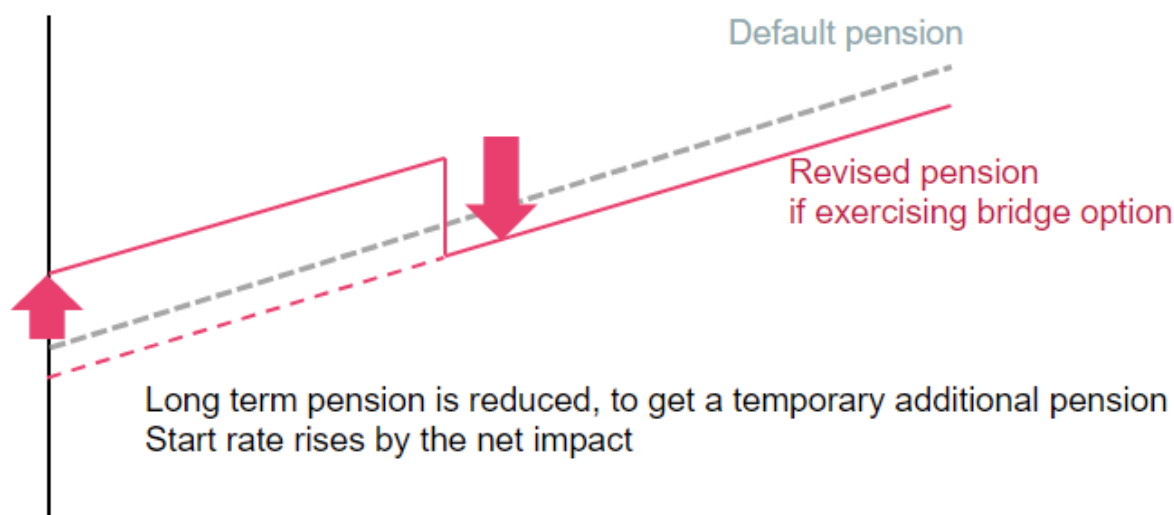 Default pension
Revised pension
if exercising bridge option
Long term pension is reduced, to get a temporary additional pension
Start rate rises by the net impact